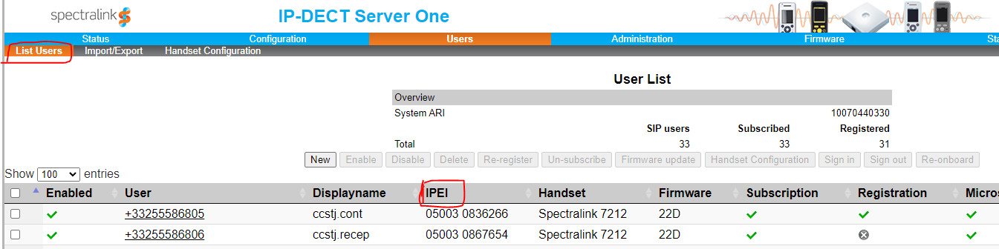 spectralink IP-DECT Server One
Status Configuration Users Administration Firmware Sta
List Users Import/Export Handset Configuration
User List
Overview
System ARI 10070440330
SIP users Subscribed Registered
Total 33 33 31
New Enable Disable Delete Re-register Un-subscribe Firmware update Handset Configuration Sign in Sign out Re-onboard
Show 100 entries
Enabled User Displayname IPEI Handset Firmware Subscription Registration Micros
+33255586805 ccstj.cont 05003 0836266 Spectralink 7212 22D
+33255586806 ccstj.recep 05003 0867654 Spectralink 7212 22D